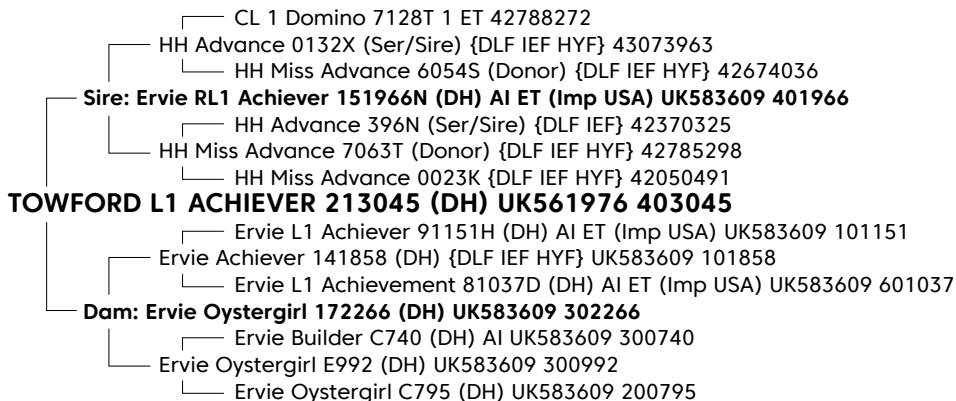 CL 1 Domino 7128T 1 ET 42788272
HH Advance 0132X (Ser/Sire) {DLF IEF HYF} 43073963
HH Miss Advance 6054S (Donor) {DLF IEF HYF} 42674036
Sire: Ervie RL1 Achiever 151966N (DH) AI ET (Imp USA) UK583609 401966
HH Advance 396N (Ser/Sire) {DLF IEF} 42370325
HH Miss Advance 7063T (Donor) {DLF IEF HYF} 42785298
HH Miss Advance 0023K {DLF IEF HYF} 42050491
TOWFORD L1 ACHIEVER 213045 (DH) UK561976 403045
Ervie L1 Achiever 91151H (DH) AI ET (Imp USA) UK583609 101151
Ervie Achiever 141858 (DH) {DLF IEF HYF} UK583609 101858
Ervie L1 Achievement 81037D (DH) AI ET (Imp USA) UK583609 601037
Dam: Ervie Oystergirl 172266 (DH) UK583609 302266
Ervie Builder C740 (DH) AI UK583609 300740
Ervie Oystergirl E992 (DH) UK583609 300992
Ervie Oystergirl C795 (DH) UK583609 200795